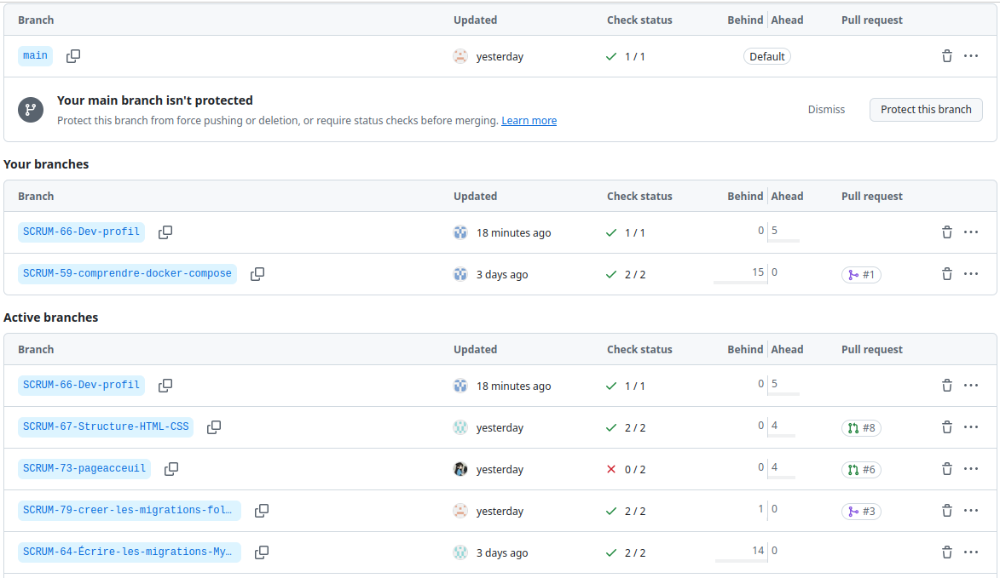 Branch Updated Check status Behind Ahead Pull request
main yesterday 1 / 1 Default
Your main branch isn't protected
Protect this branch from force pushing or deletion, or require status checks before merging. Learn more Dismiss Protect this branch
Your branches
Branch Updated Check status Behind Ahead Pull request
SCRUM-66-Dev-profil 18 minutes ago 1 / 1 0 5
SCRUM-59-comprendre-docker-compose 3 days ago 2 / 2 15 0 #1
Active branches
Branch Updated Check status Behind Ahead Pull request
SCRUM-66-Dev-profil 18 minutes ago 1 / 1 0 5
SCRUM-67-Structure-HTML-CSS yesterday 2 / 2 0 4 #8
SCRUM-73-pageacceuil yesterday 0 / 2 0 4 #6
SCRUM-79-creer-les-migrations-fol… yesterday 2 / 2 1 0 #3
SCRUM-64-Écrire-les-migrations-My… 3 days ago 2 / 2 14 0